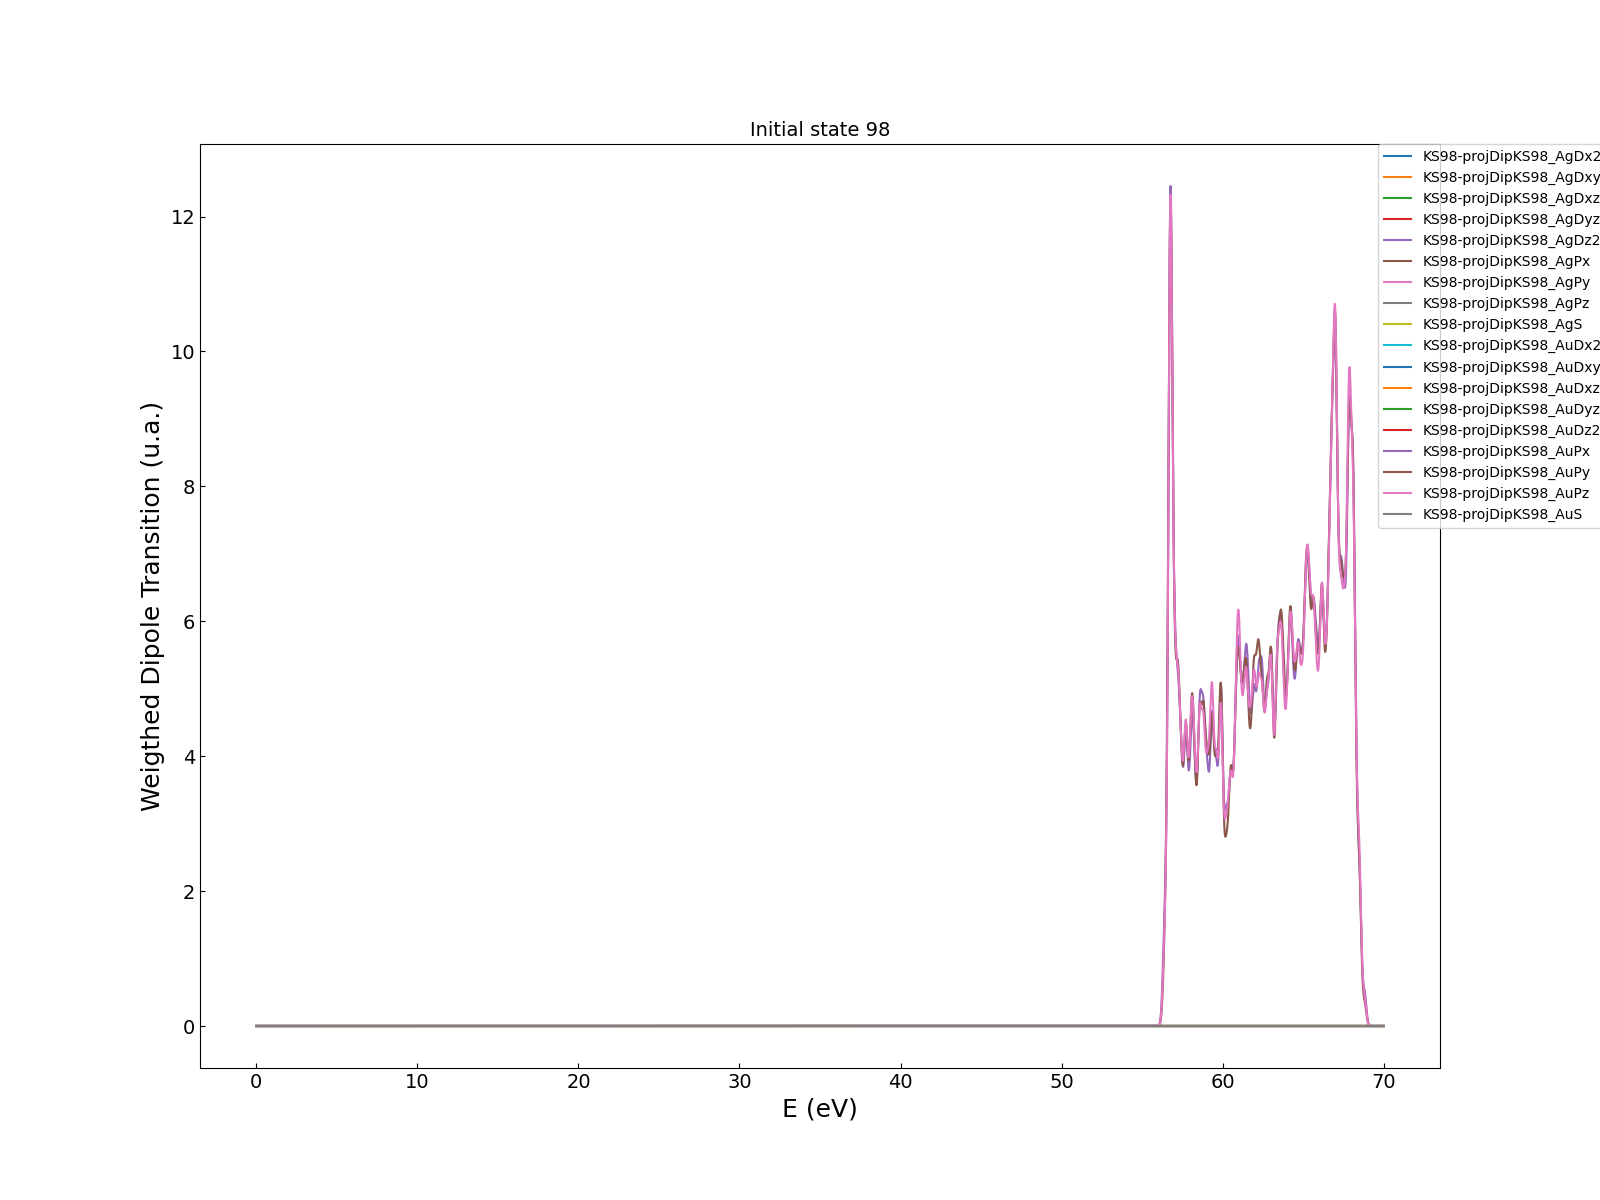 Initial state 98
Weigthed Dipole Transition (u.a.)
12
10
8
6
4
2
0
0 10 20 30 40 50 60 70
E (eV)
KS98-projDipKS98_AgDx2
KS98-projDipKS98_AgDxy
KS98-projDipKS98_AgDxz
KS98-projDipKS98_AgDyz
KS98-projDipKS98_AgDz2
KS98-projDipKS98_AgPx
KS98-projDipKS98_AgPy
KS98-projDipKS98_AgPz
KS98-projDipKS98_AgS
KS98-projDipKS98_AuDx2
KS98-projDipKS98_AuDxy
KS98-projDipKS98_AuDxz
KS98-projDipKS98_AuDyz
KS98-projDipKS98_AuDz2
KS98-projDipKS98_AuPx
KS98-projDipKS98_AuPy
KS98-projDipKS98_AuPz
KS98-projDipKS98_AuS